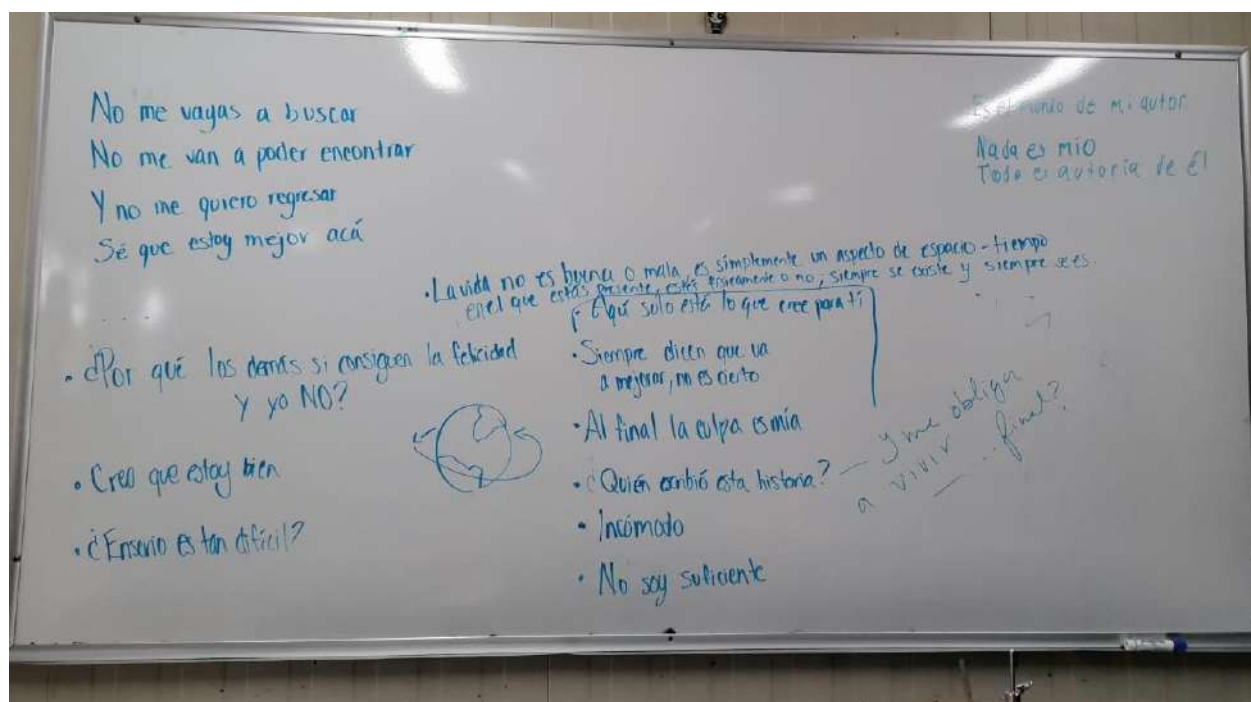 No me vayas a buscar
No me van a poder encontrar
Y no me quiero regresar
Sé que estoy mejor acá
Es el mundo de mi autor
Nada es mío
Todo es autoría de él
• La vida no es buena o mala, es simplemente un aspecto de espacio-tiempo
en el que estás presente, estés físicamente o no, siempre se existe y siempre se es.
• Aquí solo está lo que cree para ti
• ¿Por qué los demás si consiguen la felicidad
y yo NO?
• Creo que estoy bien
• ¿Enserio es tan difícil?
• Siempre dicen que va
a mejorar, no es cierto
• Al final la culpa es mía
• ¿Quién escribió esta historia? — y me obliga
a vivir
final?
• Incómodo
• No soy suficiente